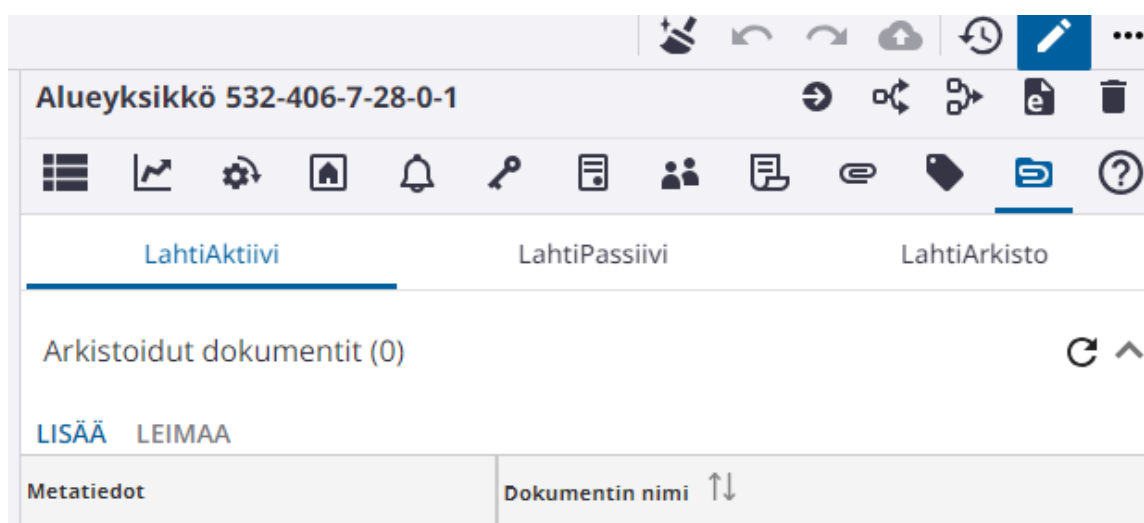 Alueyksikkö 532-406-7-28-0-1
LahtiAktiivi LahtiPassiivi LahtiArkisto
Arkistoidut dokumentit (0)
LISÄÄ LEIMAA
Metatiedot Dokumentin nimi